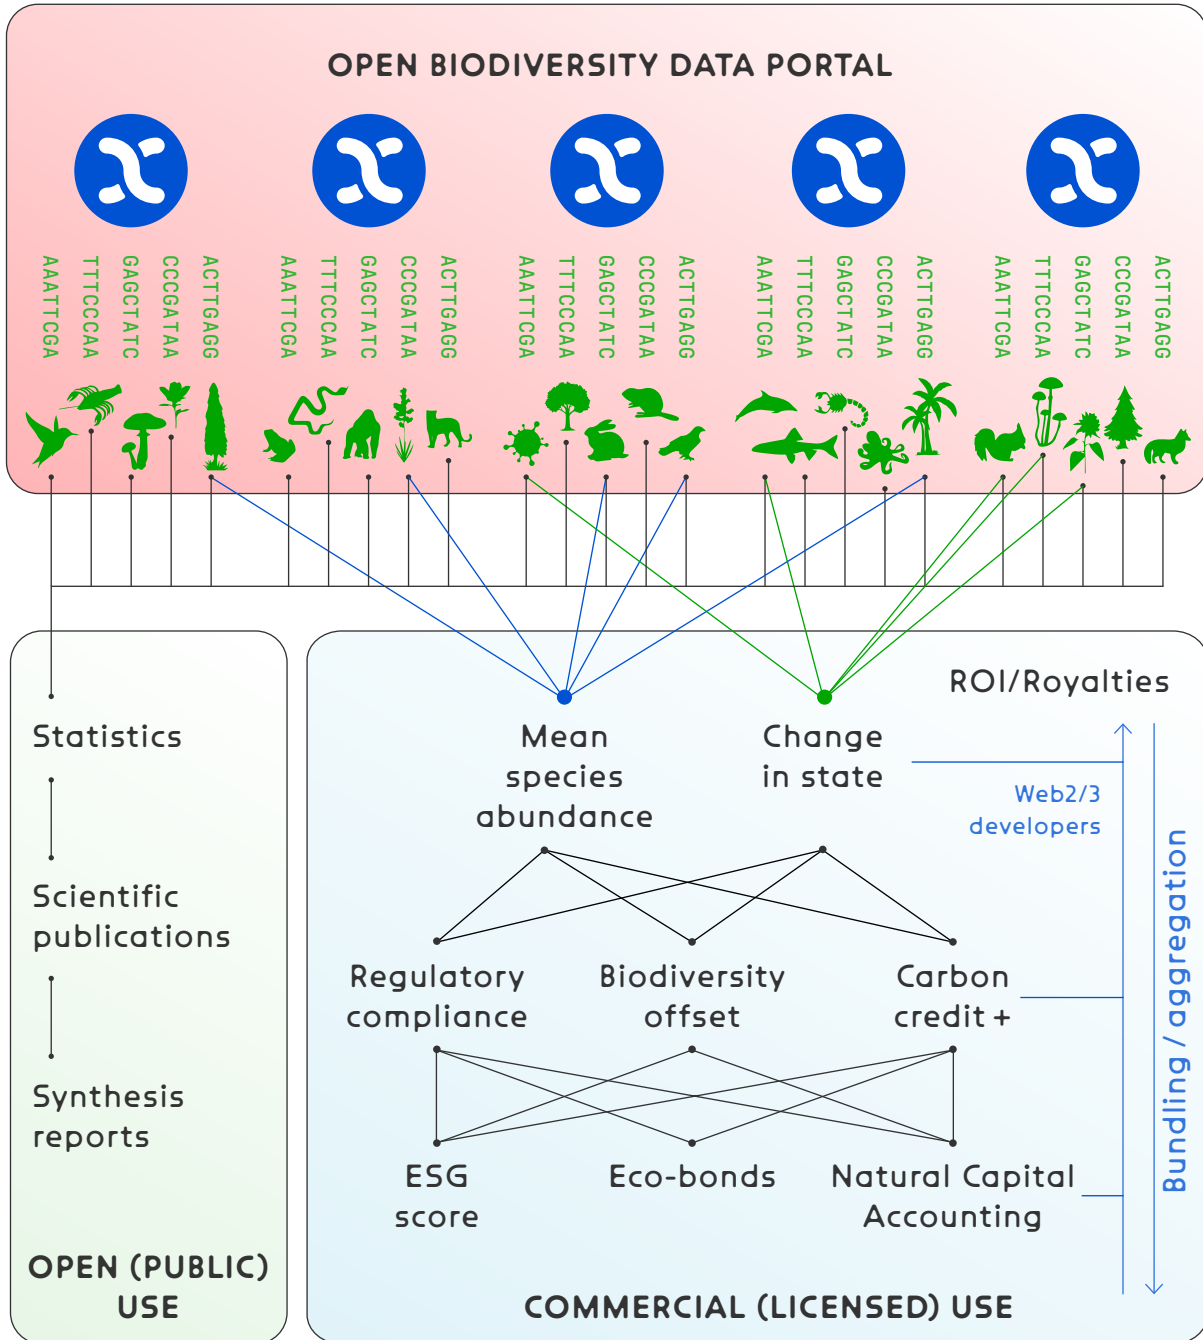 OPEN BIODIVERSITY DATA PORTAL
AAATTCGA
TTTCCCAA
GAGCTATC
CCCGATAA
ACTTGAGG
AAATTCGA
TTTCCCAA
GAGCTATC
CCCGATAA
ACTTGAGG
AAATTCGA
TTTCCCAA
GAGCTATC
CCCGATAA
ACTTGAGG
AAATTCGA
TTTCCCAA
GAGCTATC
CCCGATAA
ACTTGAGG
AAATTCGA
TTTCCCAA
GAGCTATC
CCCGATAA
ACTTGAGG
Statistics
Scientific
publications
Synthesis
reports
OPEN (PUBLIC)
USE
ROI/Royalties
Mean
species
abundance
Change
in state
Web2/3
developers
Bundling / aggregation
Regulatory
compliance
Biodiversity
offset
Carbon
credit +
ESG
score
Eco-bonds
Natural Capital
Accounting
COMMERCIAL (LICENSED) USE